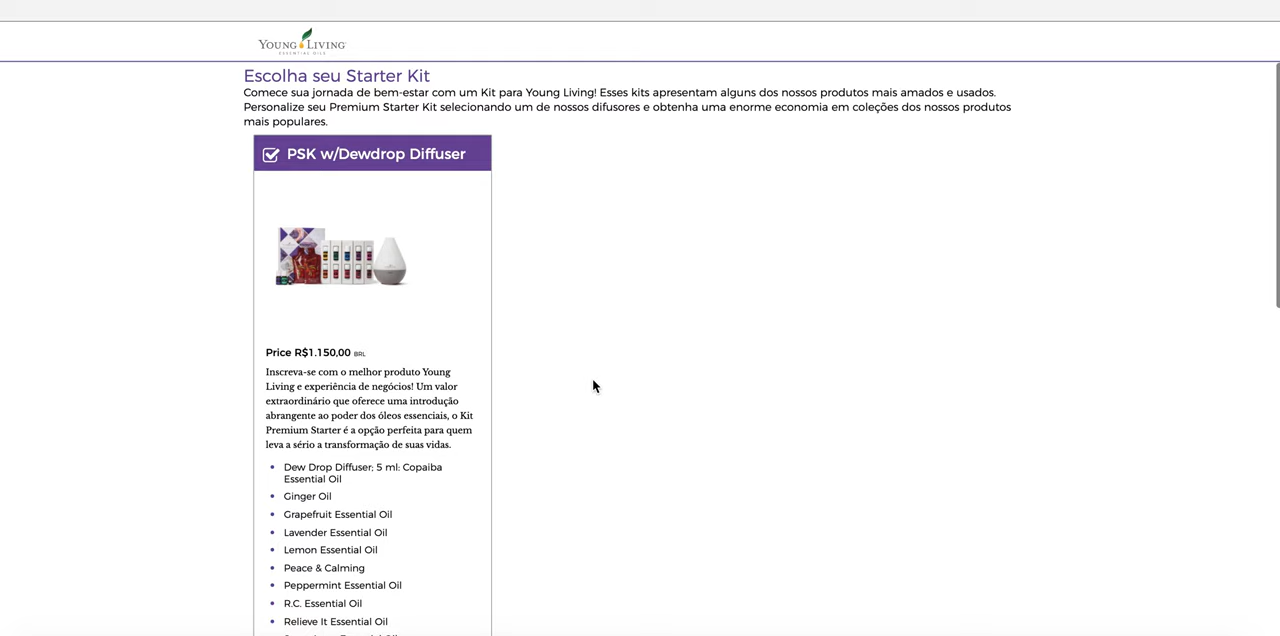 YOUNG LIVING
ESSENTIAL OILS
Escolha seu Starter Kit
Comece sua jornada de bem-estar com um Kit para Young Living! Esses kits apresentam alguns dos nossos produtos mais amados e usados.
Personalize seu Premium Starter Kit selecionando um de nossos difusores e obtenha uma enorme economia em coleções dos nossos produtos
mais populares.
PSK w/Dewdrop Diffuser
Price R$1.150,00 BRL
Inscreva-se com o melhor produto Young
Living e experiência de negócios! Um valor
extraordinário que oferece uma introdução
abrangente ao poder dos óleos essenciais, o Kit
Premium Starter é a opção perfeita para quem
leva a sério a transformação de suas vidas.
Dew Drop Diffuser; 5 ml: Copaiba
Essential Oil
Ginger Oil
Grapefruit Essential Oil
Lavender Essential Oil
Lemon Essential Oil
Peace & Calming
Peppermint Essential Oil
R.C. Essential Oil
Relieve It Essential Oil